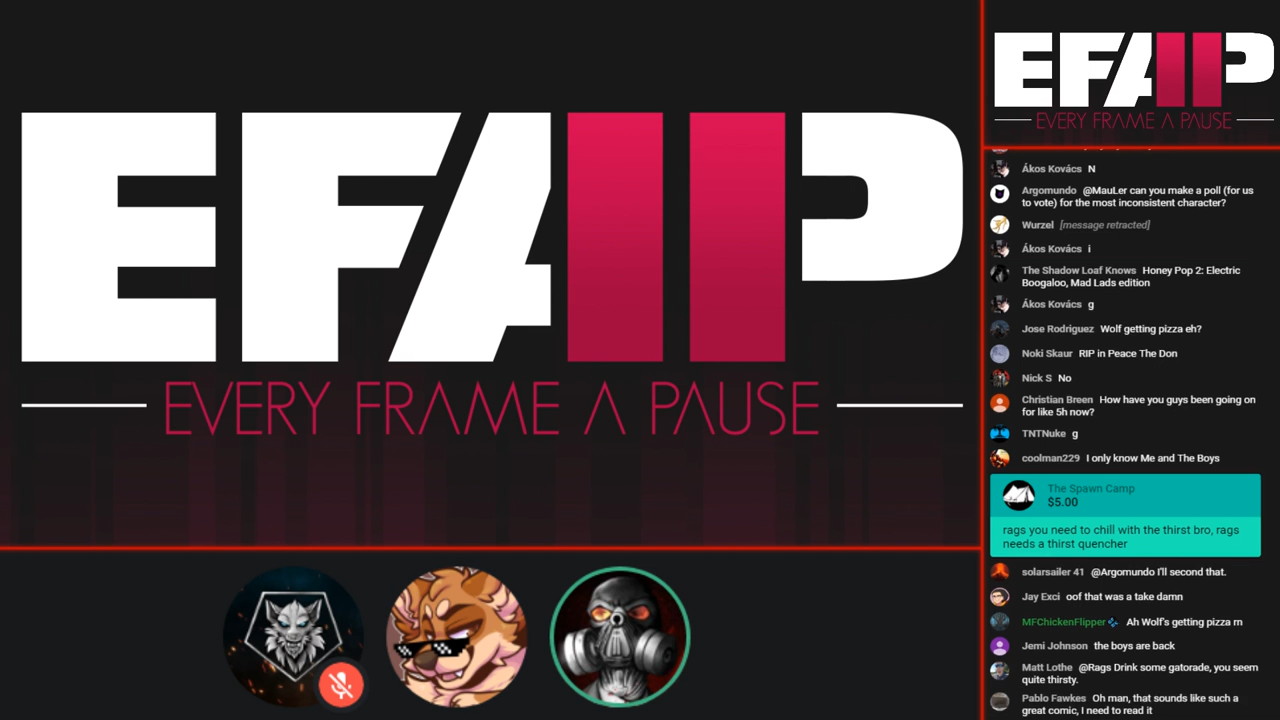 EFAP
EVERY FRAME A PAUSE
EFAP
EVERY FRAME A PAUSE
Ákos Kovács N
Argomundo @MauLer can you make a poll (for us
to vote) for the most inconsistent character?
Wurzel [message retracted]
Ákos Kovács i
The Shadow Loaf Knows Honey Pop 2: Electric
Boogaloo, Mad Lads edition
Ákos Kovács g
Jose Rodriguez Wolf getting pizza eh?
Noki Skaur RIP in Peace The Don
Nick S No
Christian Breen How have you guys been going on
for like 5h now?
TNTNuke g
coolman229 I only know Me and The Boys
The Spawn Camp
$5.00
rags you need to chill with the thirst bro, rags
needs a thirst quencher
solarsailer 41 @Argomundo I'll second that.
Jay Exci oof that was a take damn
MFChickenFlipper Ah Wolf's getting pizza rn
Jemi Johnson the boys are back
Matt Lothe @Rags Drink some gatorade, you seem
quite thirsty.
Pablo Fawkes Oh man, that sounds like such a
great comic, I need to read it